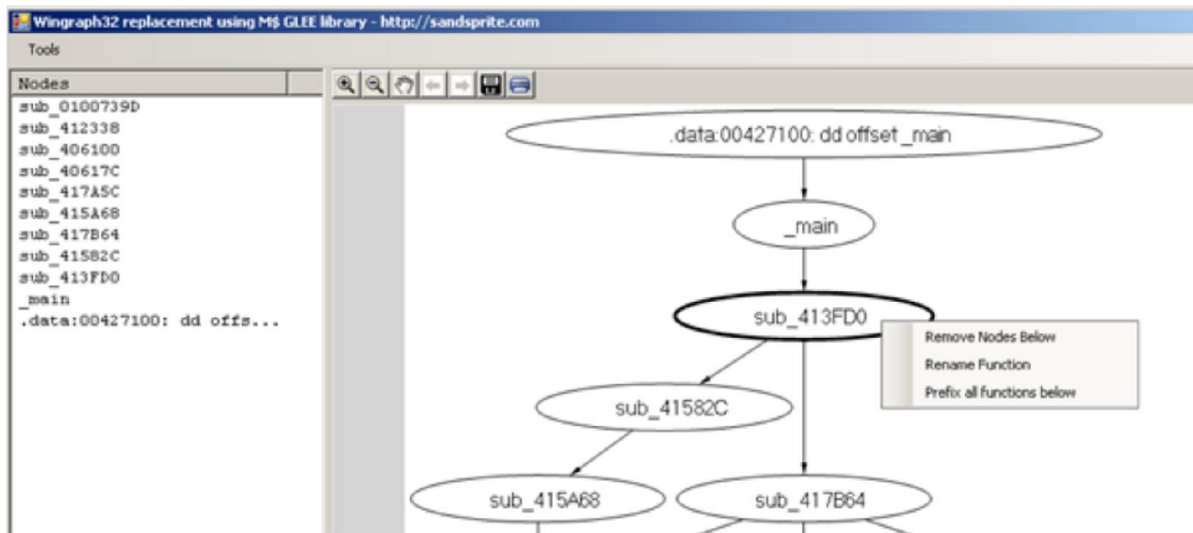 Wingraph32 replacement using M$ GLEE library - http://sandsprite.com
Tools
Nodes
sub_0100739D
sub_412338
sub_406100
sub_40617C
sub_417A5C
sub_415A68
sub_417B64
sub_41582C
sub_413FD0
_main
.data:00427100: dd offs...
.data:00427100: dd offset _main
_main
sub_413FD0
Remove Nodes Below
Rename Function
Prefix all functions below
sub_41582C
sub_415A68
sub_417B64